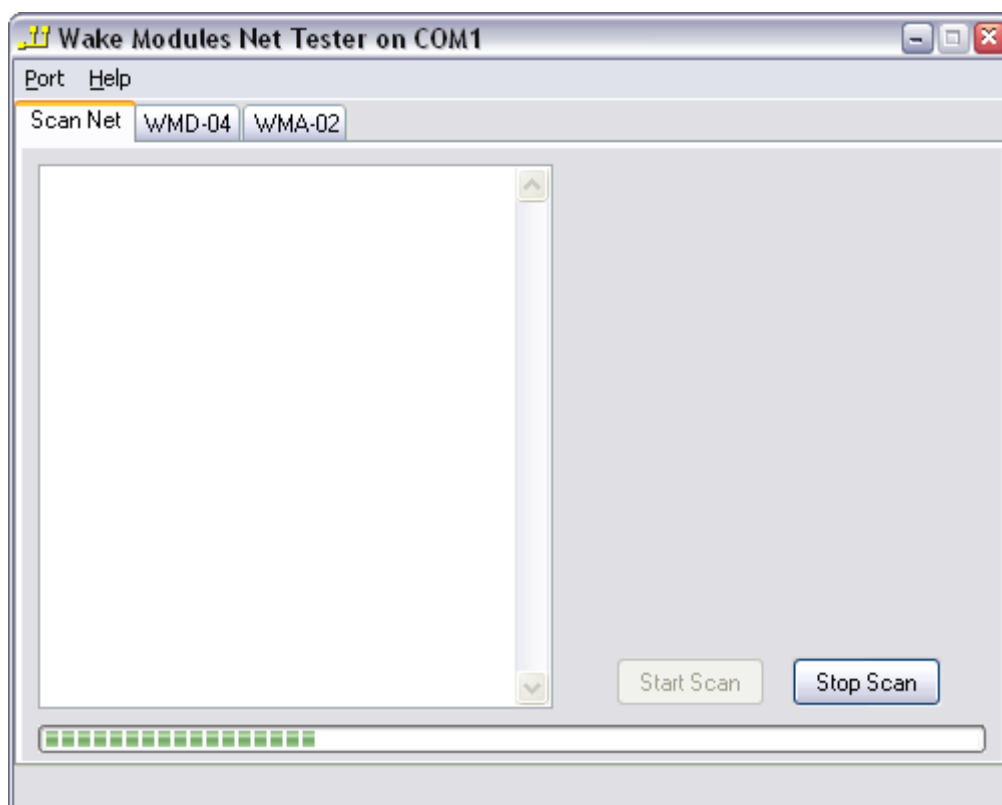 Wake Modules Net Tester on COM1
Port Help
Scan Net WMD-04 WMA-02
Start Scan Stop Scan